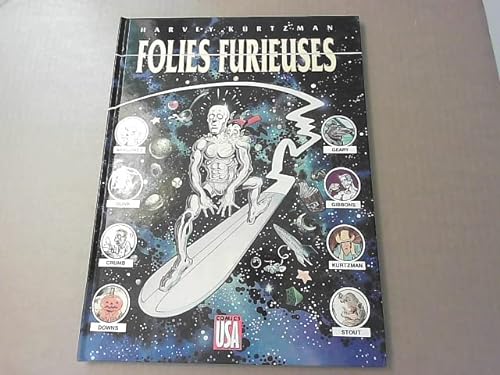 HARVEY KURTZMAN
FOLIES FURIEUSES
GEARY
GIBBONS
CRUMB
KURTZMAN
DOWNS
STOUT
COMICS
USA